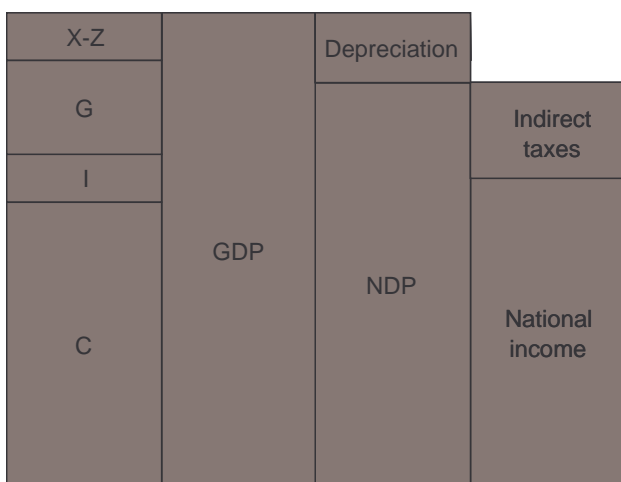 X-Z
G
I
C
GDP
Depreciation
NDP
Indirect
taxes
National
income